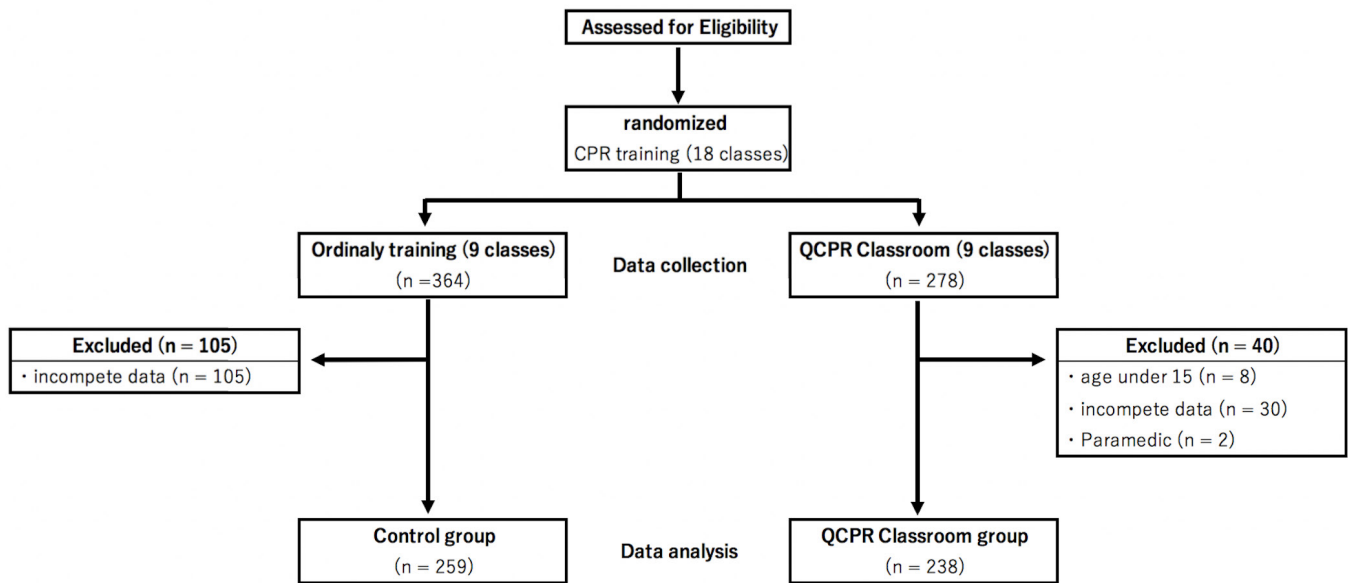 Assessed for Eligibility
randomized
CPR training (18 classes)
Ordinaly training (9 classes)
(n =364)
Data collection
QCPR Classroom (9 classes)
(n = 278)
Excluded (n = 105)
・incompete data (n = 105)
Excluded (n = 40)
・age under 15 (n = 8)
・incompete data (n = 30)
・Paramedic (n = 2)
Control group
(n = 259)
Data analysis
QCPR Classroom group
(n = 238)